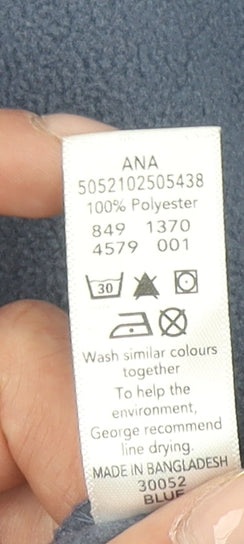 ANA
5052102505438
100% Polyester
849 1370
4579 001
30
Wash similar colours
together
To help the
environment,
George recommend
line drying.
MADE IN BANGLADESH
30052
BLUE